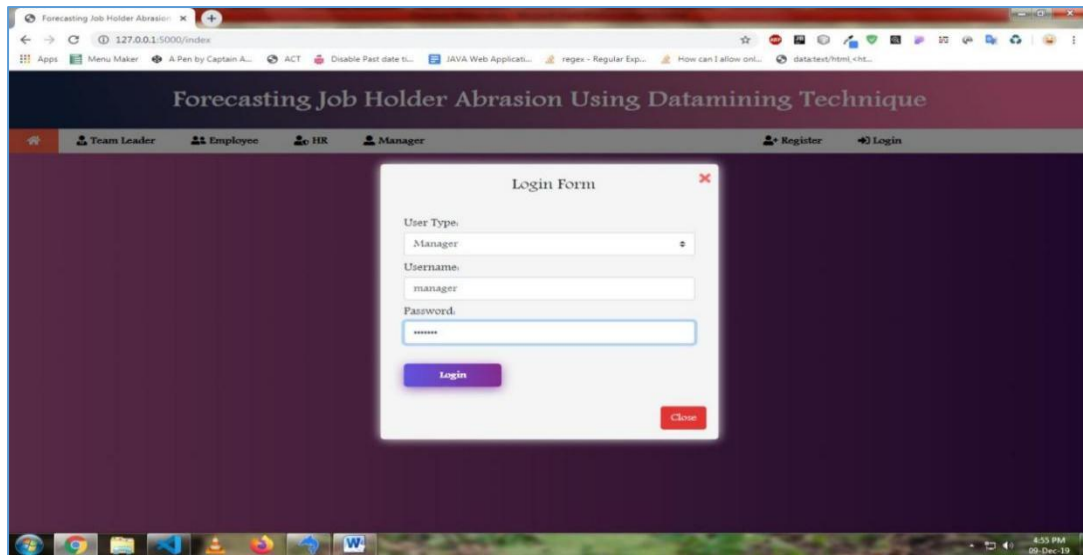 Forecasting Job Holder Abrasion
127.0.0.1:5000/index
Apps Menu Maker A Pen by Captain A... ACT Disable Past date ti... JAVA Web Applicati... regex - Regular Exp... How can I allow onl... data:text/html,<ht...
Forecasting Job Holder Abrasion Using Datamining Technique
Team Leader Employee HR Manager Register Login
Login Form
User Type:
Manager
Username:
manager
Password:
•••••••
Login
Close
4:55 PM
09-Dec-19